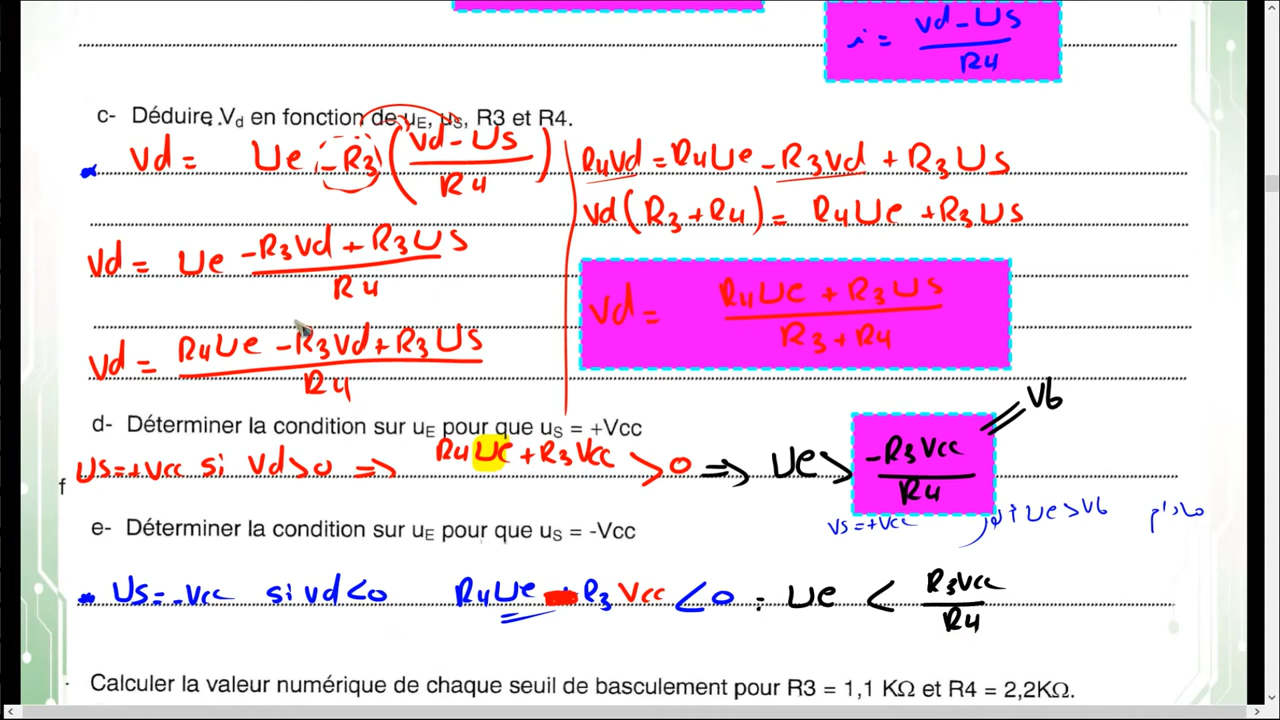 i = Vd - Us / R4
c- Déduire Vd en fonction de uE, uS, R3 et R4.
Vd = Ue - R3 ( Vd - Us / R4 )
Vd = Ue -R3Vd + R3Us / R4
Vd = R4Ue - R3Vd + R3Us / R4
R4Vd = R4Ue - R3Vd + R3Us
Vd ( R3 + R4 ) = R4Ue + R3Us
Vd = R4Ue + R3Us / R3 + R4
d- Déterminer la condition sur uE pour que uS = +Vcc
Us=+Vcc si Vd>0 => R4Ue + R3Vcc > 0 => Ue > -R3Vcc / R4 = Vb
f
Vs=+Vcc Ue > Vb مادام
e- Déterminer la condition sur uE pour que uS = -Vcc
Us=-Vcc si Vd<0 R4Ue - R3 Vcc < 0 : Ue < R3Vcc / R4
Calculer la valeur numérique de chaque seuil de basculement pour R3 = 1,1 KΩ et R4 = 2,2KΩ.